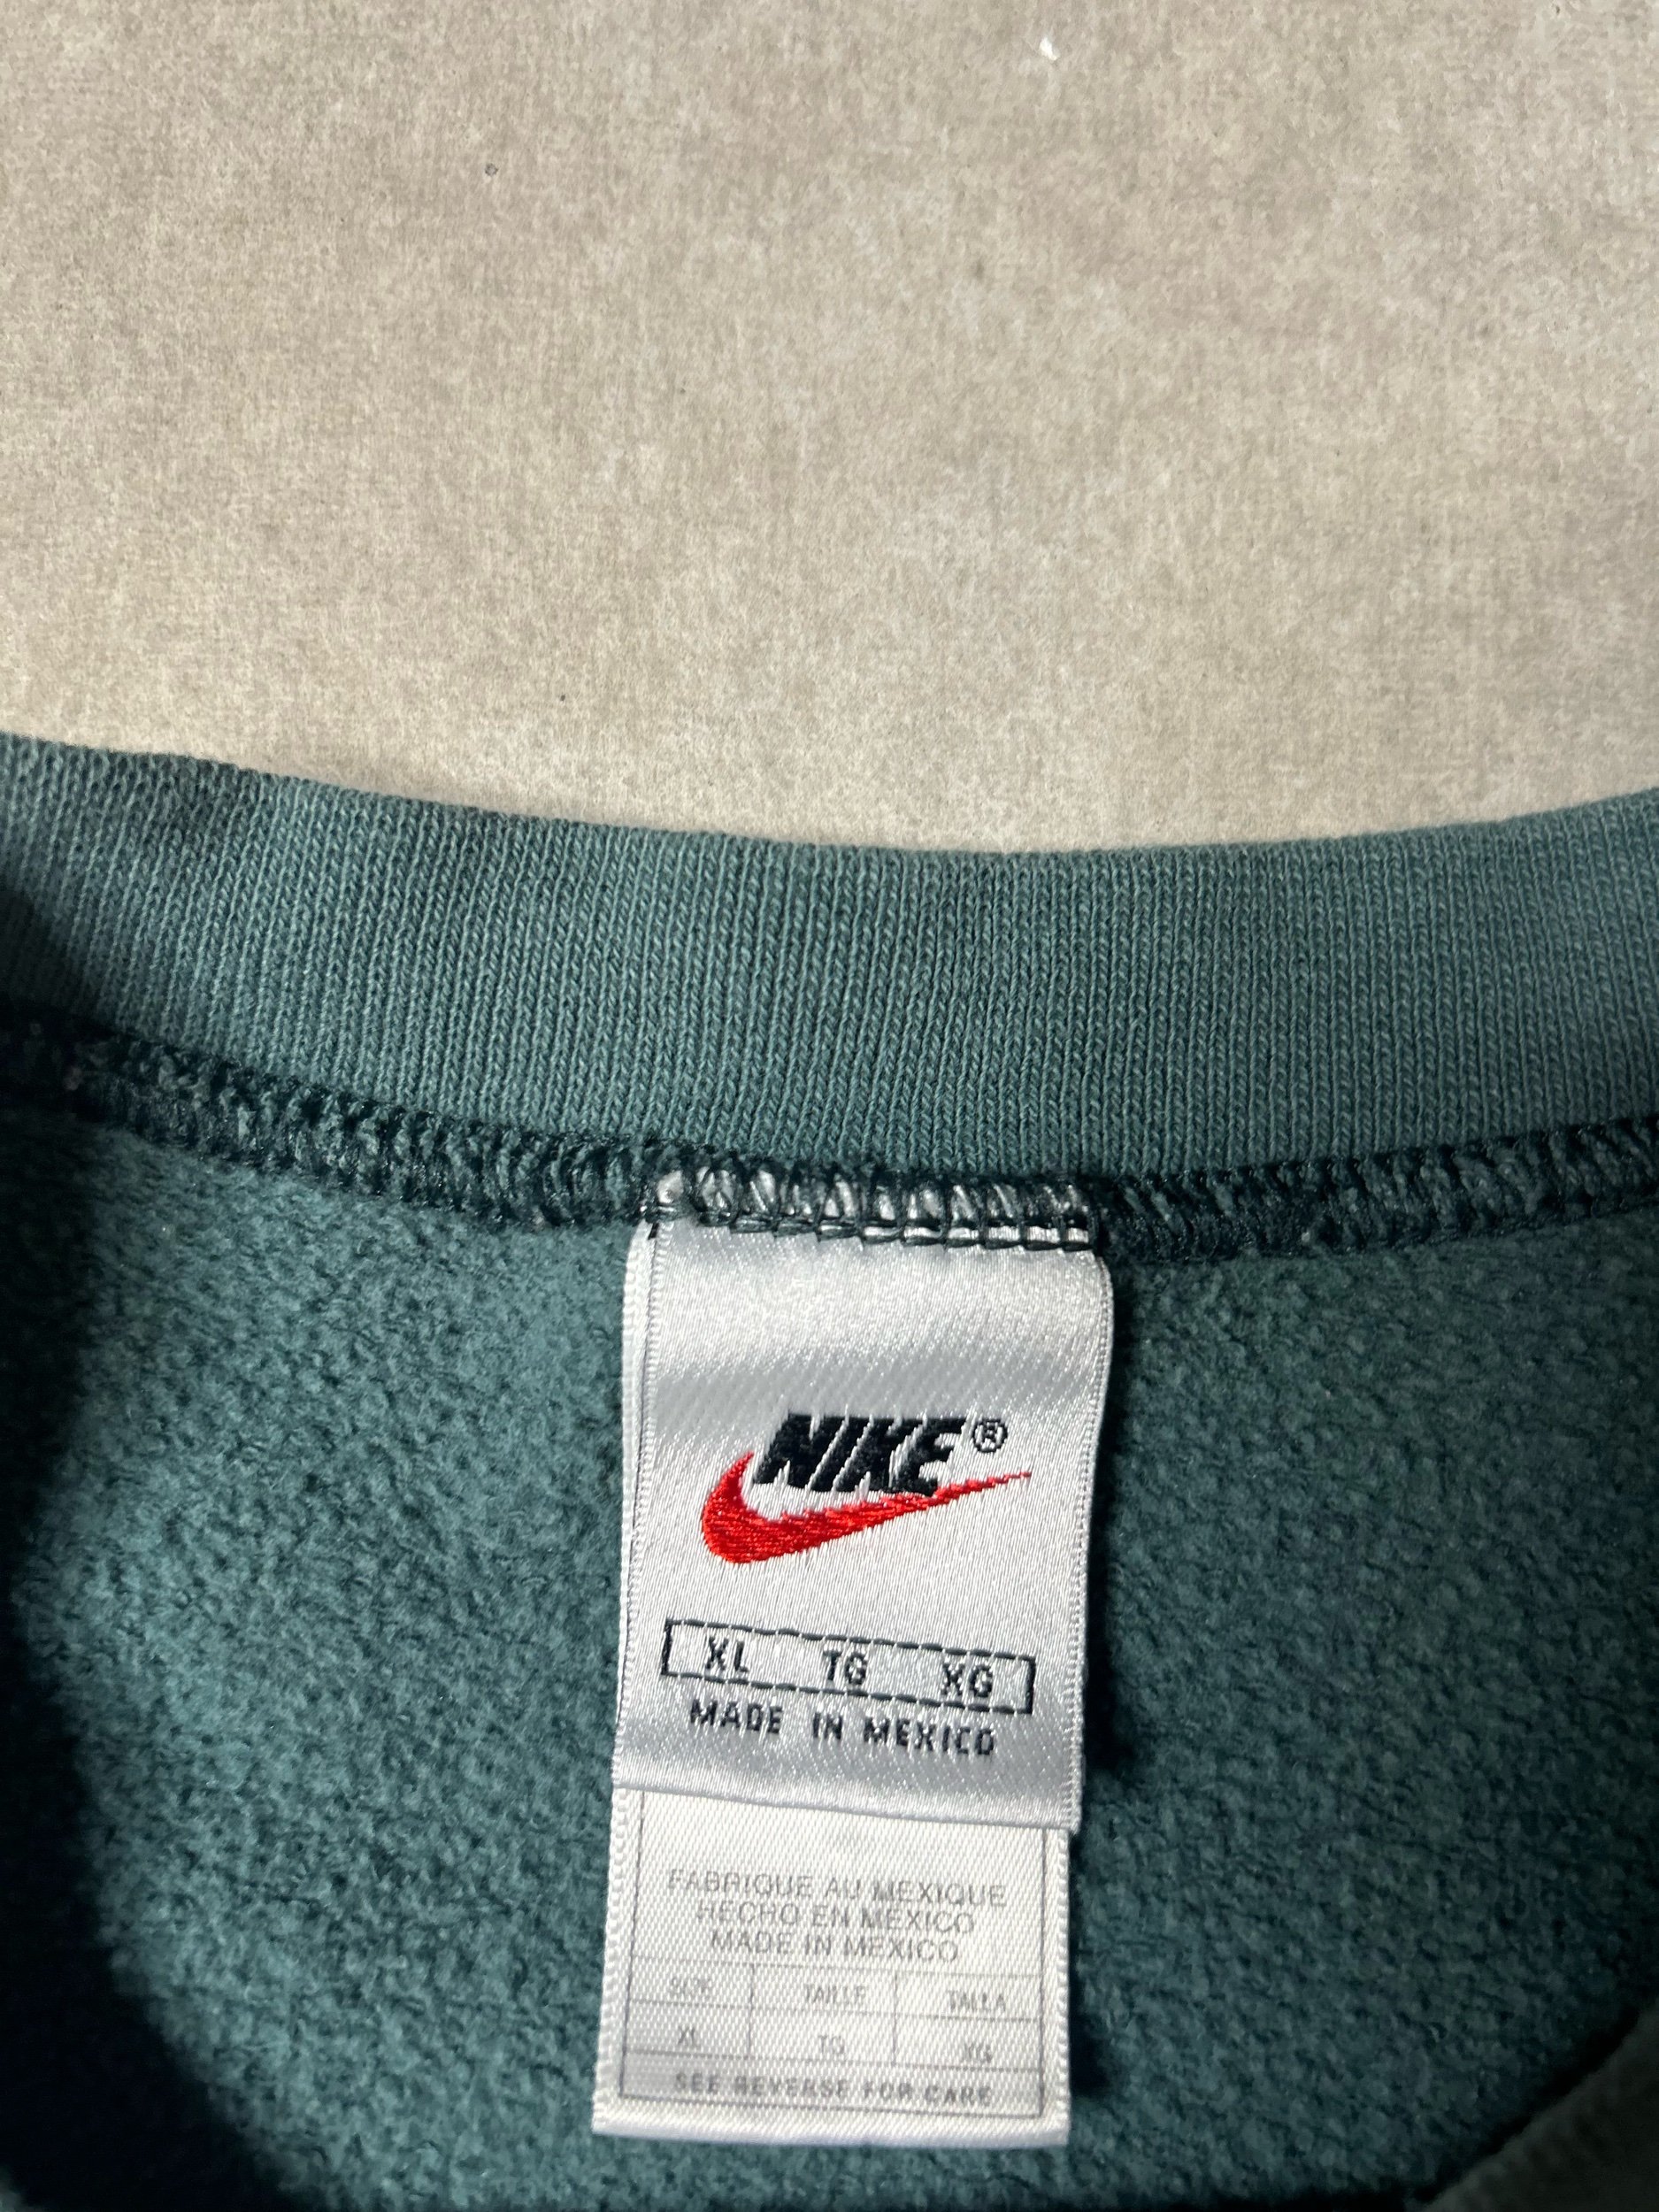 NIKE®
XL TG XG
MADE IN MEXICO
FABRIQUE AU MEXIQUE
HECHO EN MEXICO
MADE IN MEXICO
SIZE TAILLE TALLA
XL TG XG
SEE REVERSE FOR CARE